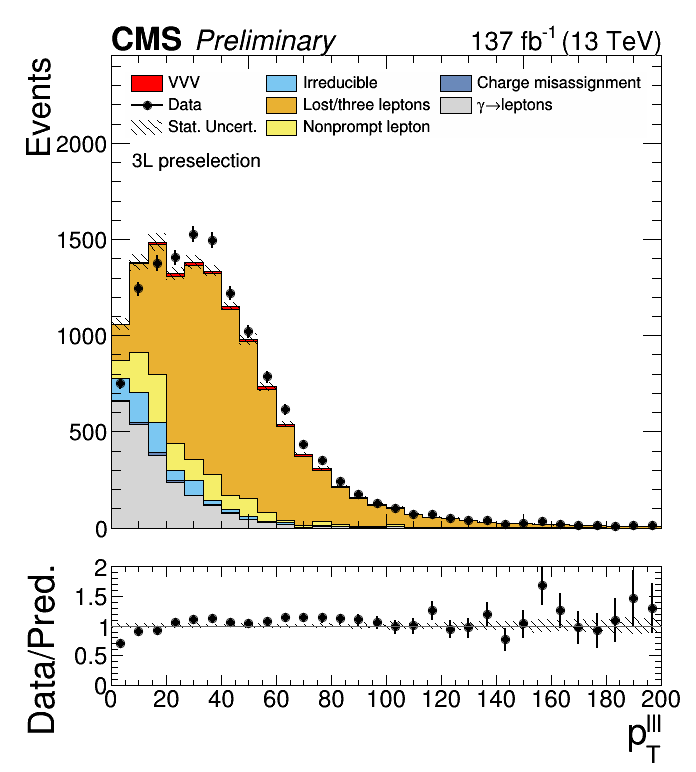 CMS Preliminary 137 fb-1 (13 TeV)
Events
VVV Irreducible Charge misassignment
Data Lost/three leptons γ→leptons
Stat. Uncert. Nonprompt lepton
3L preselection
2000
1500
1000
500
0
Data/Pred.
2
1.5
1
0.5
0
0 20 40 60 80 100 120 140 160 180 200
p_T^lll